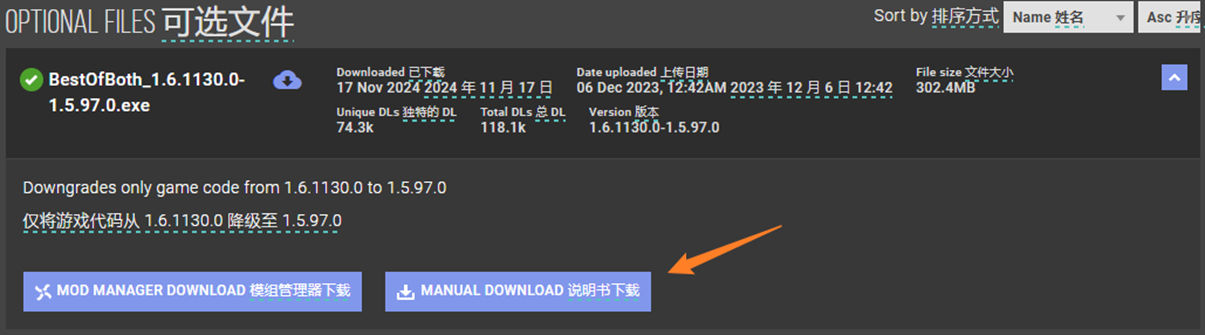 OPTIONAL FILES 可选文件
Sort by 排序方式 Name 姓名 Asc 升序
BestOfBoth_1.6.1130.0-
1.5.97.0.exe
Downloaded 已下载
17 Nov 2024 2024 年 11 月 17 日
Date uploaded 上传日期
06 Dec 2023, 12:42AM 2023 年 12 月 6 日 12:42
File size 文件大小
302.4MB
Unique DLs 独特的 DL
74.3k
Total DLs 总 DL
118.1k
Version 版本
1.6.1130.0-1.5.97.0
Downgrades only game code from 1.6.1130.0 to 1.5.97.0
仅将游戏代码从 1.6.1130.0 降级至 1.5.97.0
MOD MANAGER DOWNLOAD 模组管理器下载
MANUAL DOWNLOAD 说明书下载